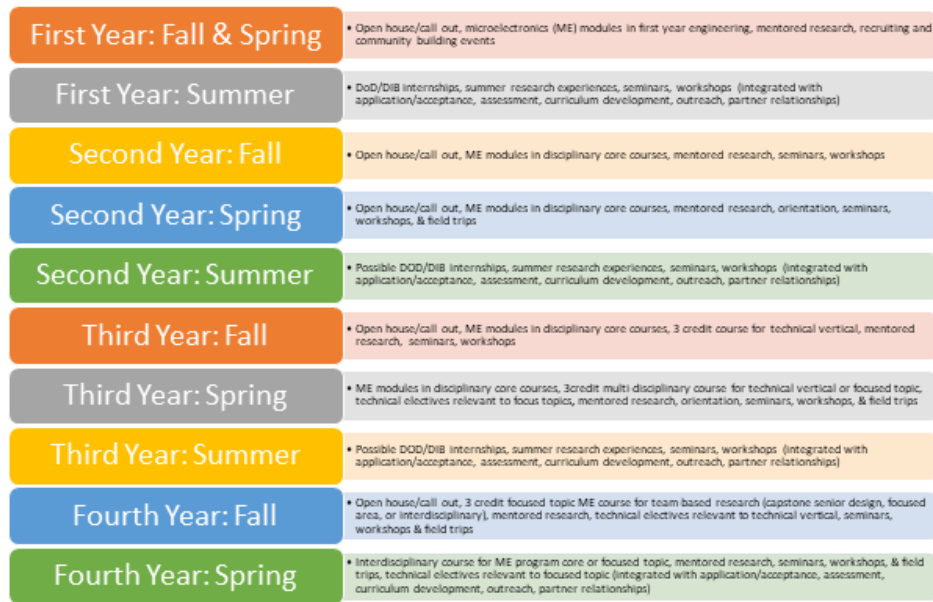 First Year: Fall & Spring
• Open house/call out, microelectronics (ME) modules in first year engineering, mentored research, recruiting and
community building events
First Year: Summer
• DoD/DIB internships, summer research experiences, seminars, workshops (integrated with
application/acceptance, assessment, curriculum development, outreach, partner relationships)
Second Year: Fall
• Open house/call out, ME modules in disciplinary core courses, mentored research, seminars, workshops
Second Year: Spring
• Open house/call out, ME modules in disciplinary core courses, mentored research, orientation, seminars,
workshops, & field trips
Second Year: Summer
• Possible DOD/DIB internships, summer research experiences, seminars, workshops (integrated with
application/acceptance, assessment, curriculum development, outreach, partner relationships)
Third Year: Fall
• Open house/call out, ME modules in disciplinary core courses, 3 credit course for technical vertical, mentored
research, seminars, workshops
Third Year: Spring
• ME modules in disciplinary core courses, 3credit multi-disciplinary course for technical vertical or focused topic,
technical electives relevant to focus topics, mentored research, orientation, seminars, workshops, & field trips
Third Year: Summer
• Possible DOD/DIB internships, summer research experiences, seminars, workshops (integrated with
application/acceptance, assessment, curriculum development, outreach, partner relationships)
Fourth Year: Fall
• Open house/call out, 3 credit focused topic ME course for team-based research (capstone senior design, focused
area, or interdisciplinary), mentored research, technical electives relevant to technical vertical, seminars,
workshops & field trips
Fourth Year: Spring
• Interdisciplinary course for ME program core or focused topic, mentored research, seminars, workshops, & field
trips, technical electives relevant to focused topic (integrated with application/acceptance, assessment,
curriculum development, outreach, partner relationships)